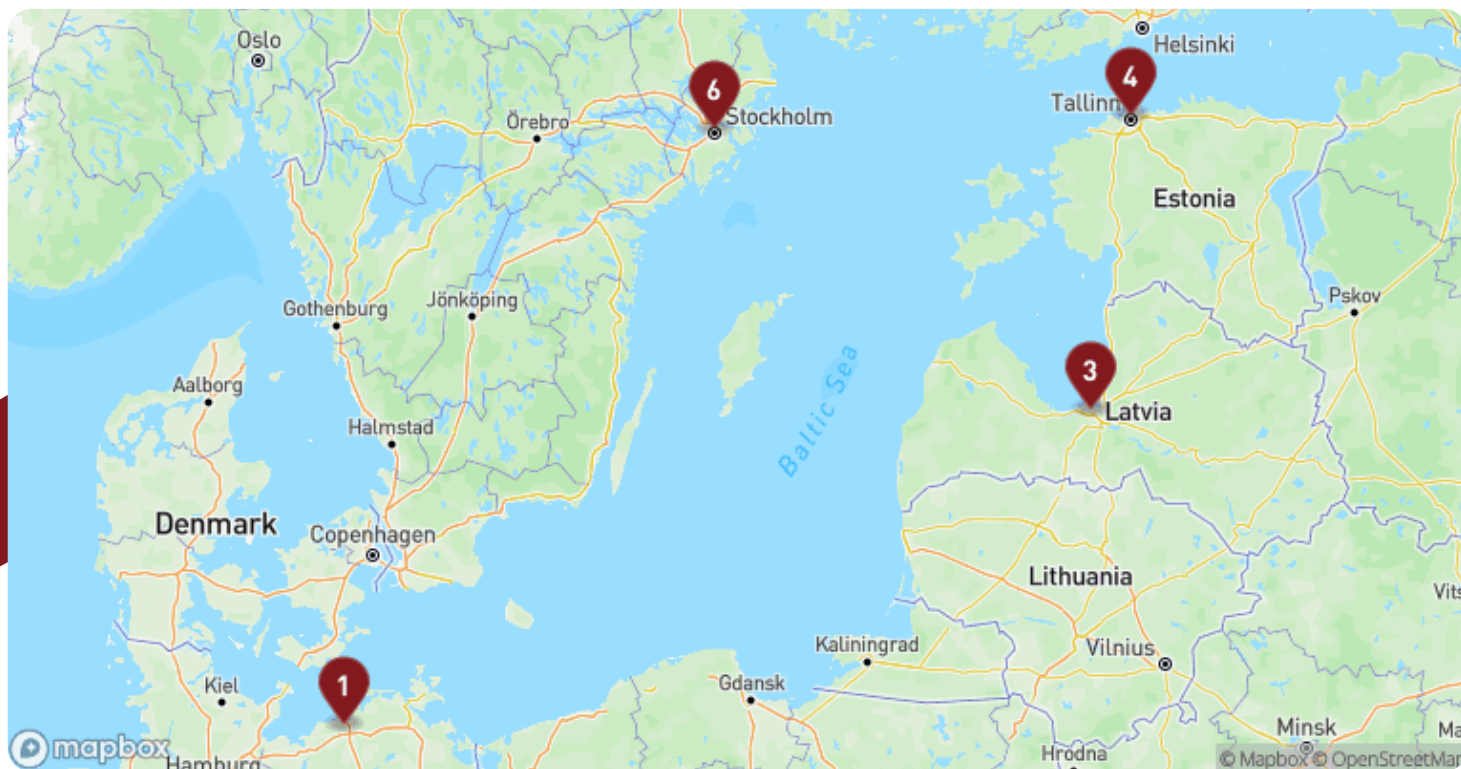 Oslo
Helsinki
6
4
Stockholm
Tallinn
Örebro
Estonia
Gothenburg
Jönköping
Pskov
Aalborg
3
Baltic Sea
Latvia
Halmstad
Denmark
Copenhagen
Lithuania
Kaliningrad
Vilnius
1
Kiel
Gdansk
Minsk
mapbox
Hamburg
Hrodna
© Mapbox © OpenStreetMap